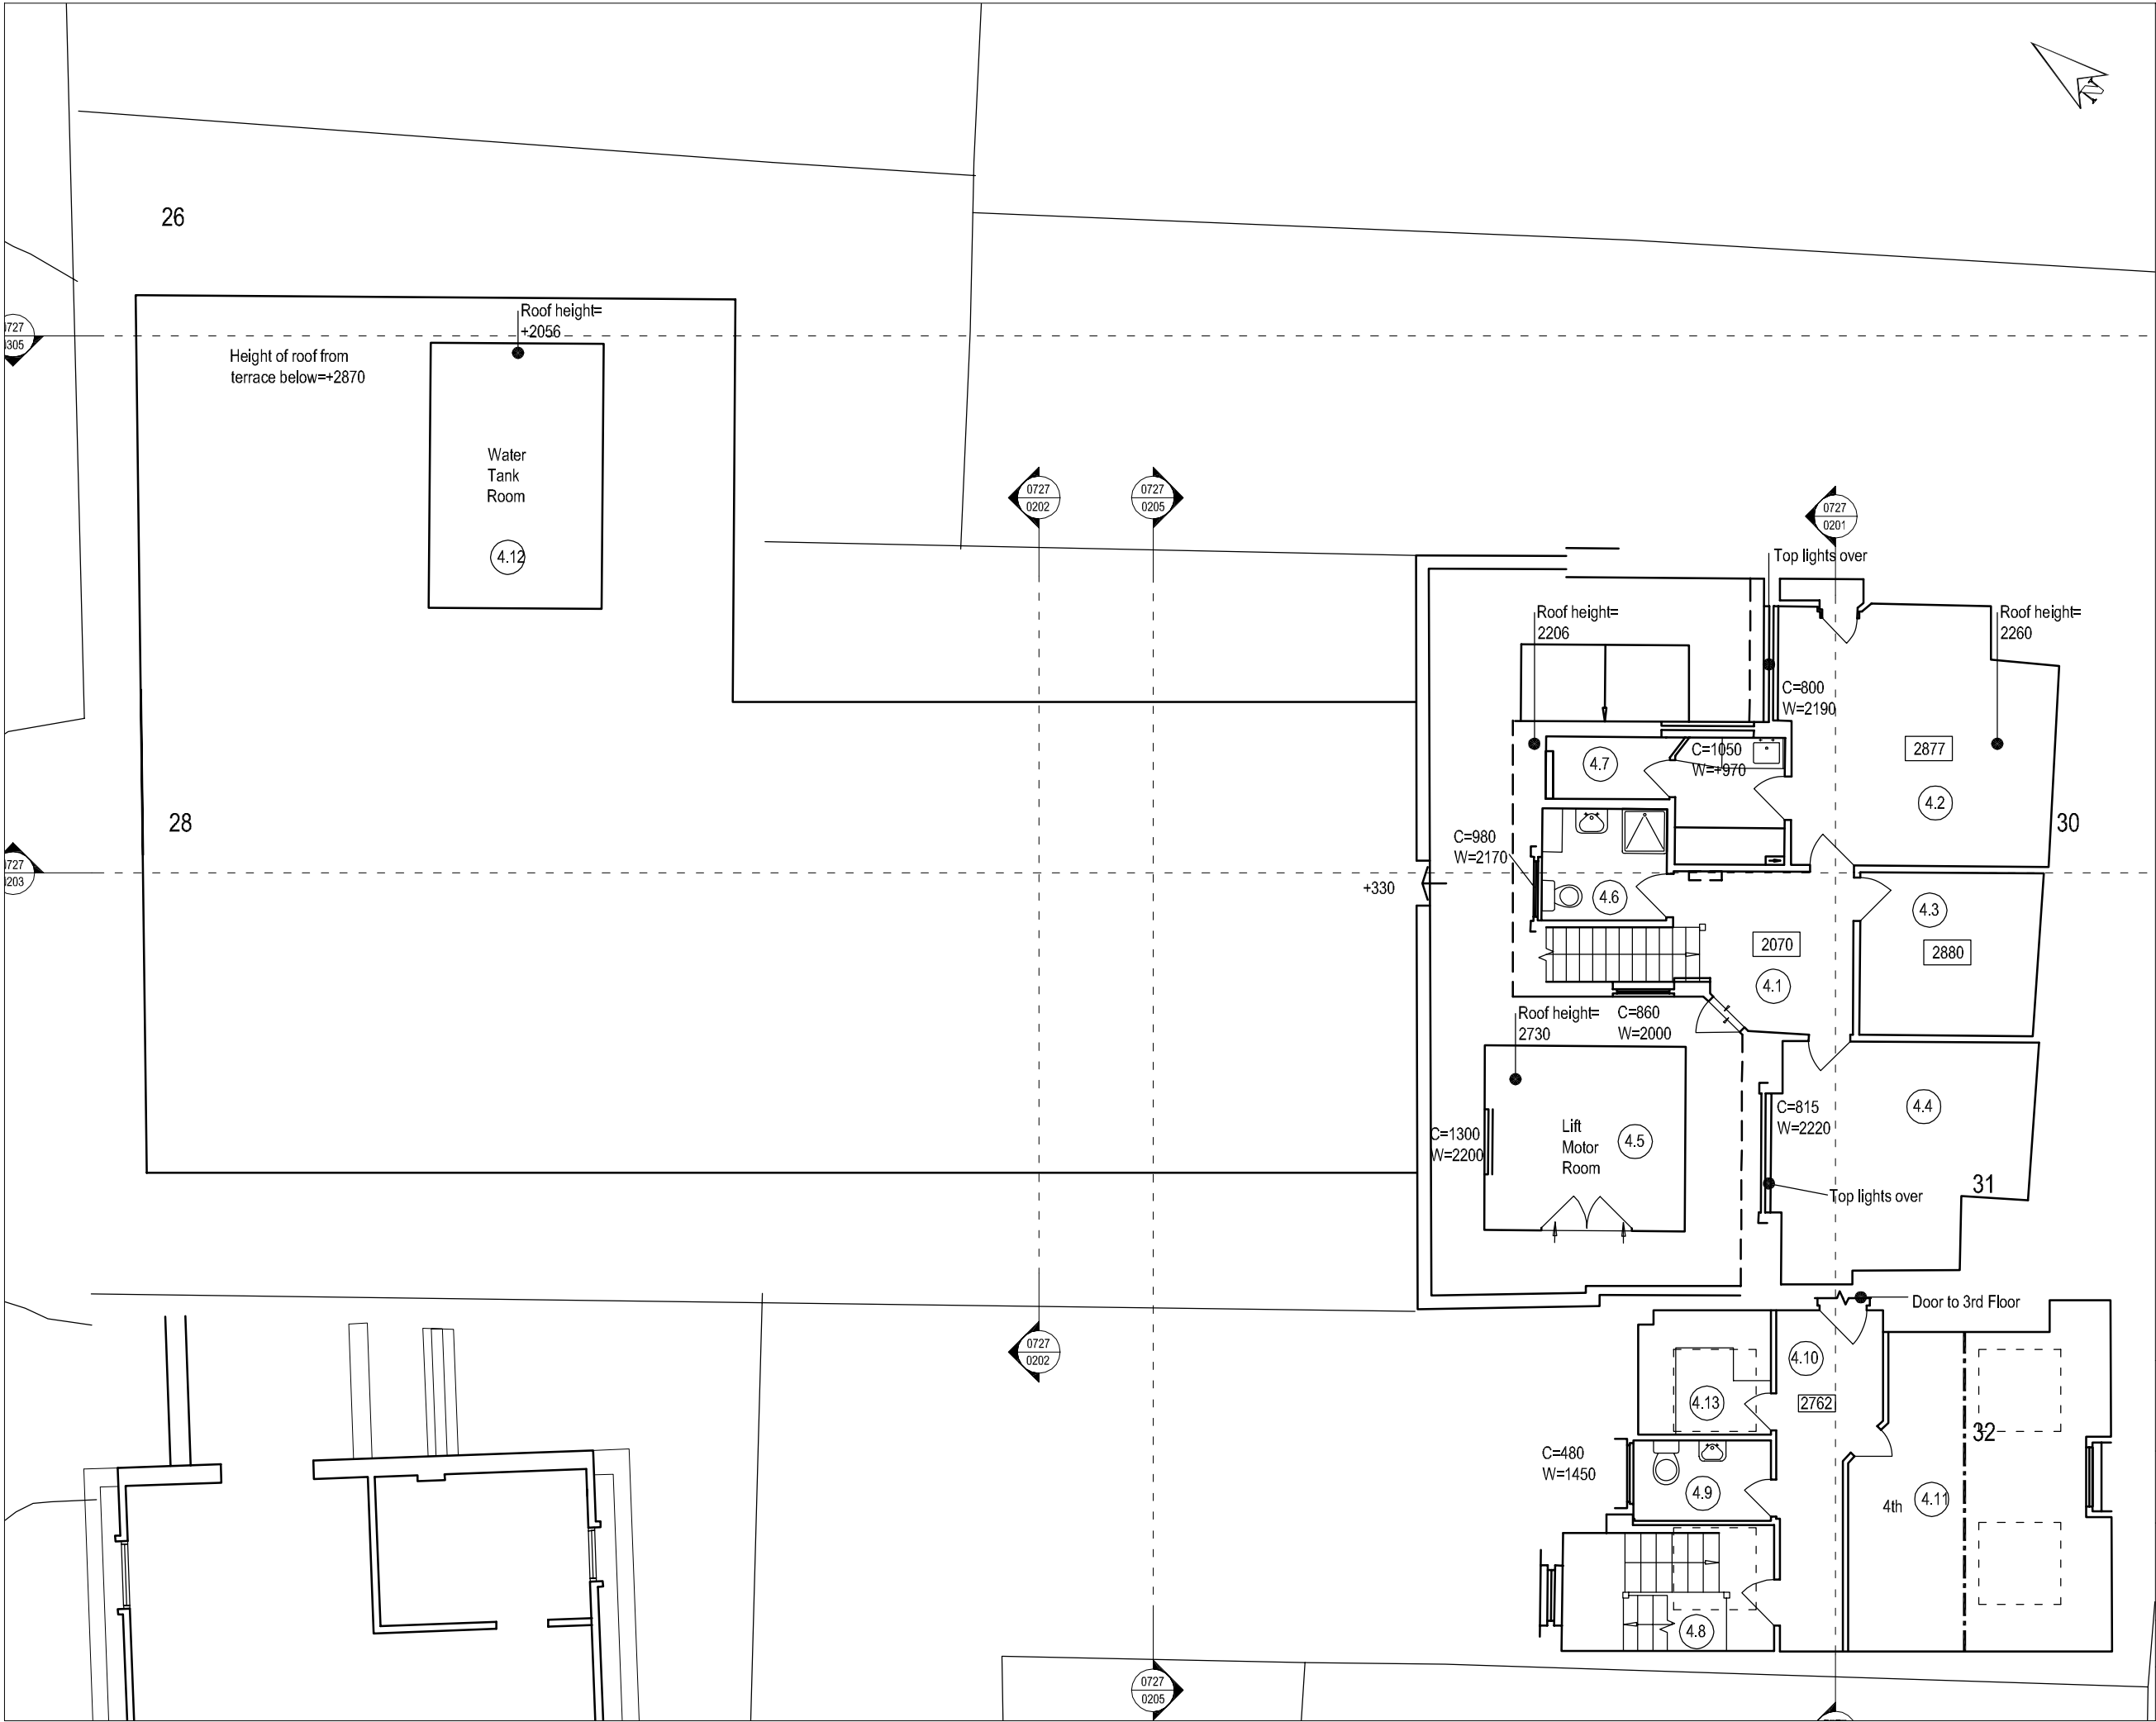 26
Roof height=
+2056
0727
0305
Height of roof from
terrace below=+2870
Water
Tank
Room
4.12
0727
0202
0727
0205
0727
0201
Top lights over
Roof height=
2206
Roof height=
2260
C=800
W=2190
2877
4.2
4.7
C=1050
W=+970
28
30
0727
0203
C=980
W=2170
+330
4.6
4.3
2070
2880
4.1
Roof height=
2730
C=860
W=2000
C=815
W=2220
4.4
C=1300
W=2200
Lift
Motor
Room
4.5
31
Top lights over
Door to 3rd Floor
0727
0202
4.10
4.13
2762
32
C=480
W=1450
4.9
4th
4.11
4.8
0727
0205